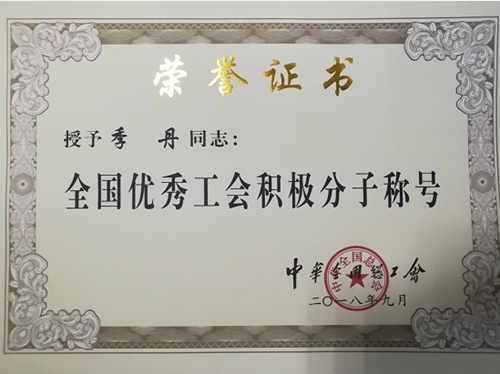 荣誉证书
授予季 丹同志：
全国优秀工会积极分子称号
中华全国总工会
二〇一八年九月